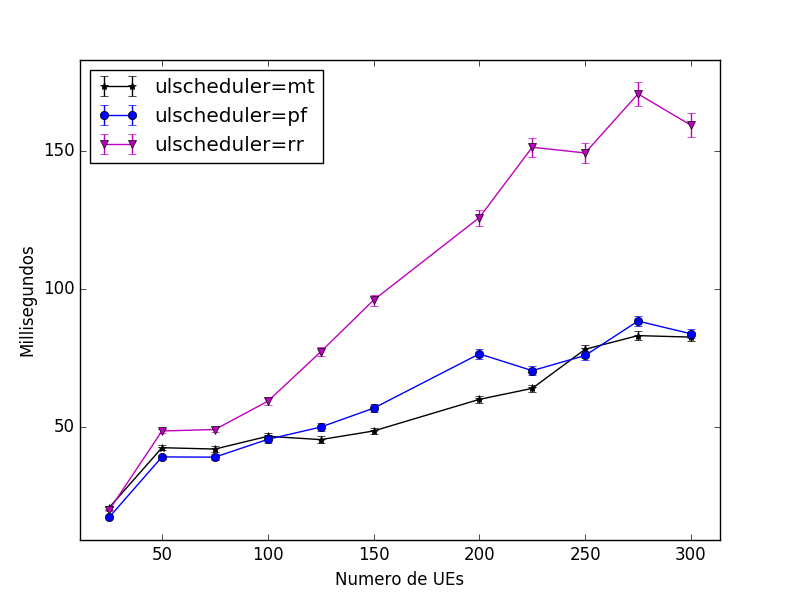 ulscheduler=mt
ulscheduler=pf
ulscheduler=rr
150
100
50
Millisegundos
50 100 150 200 250 300
Numero de UEs